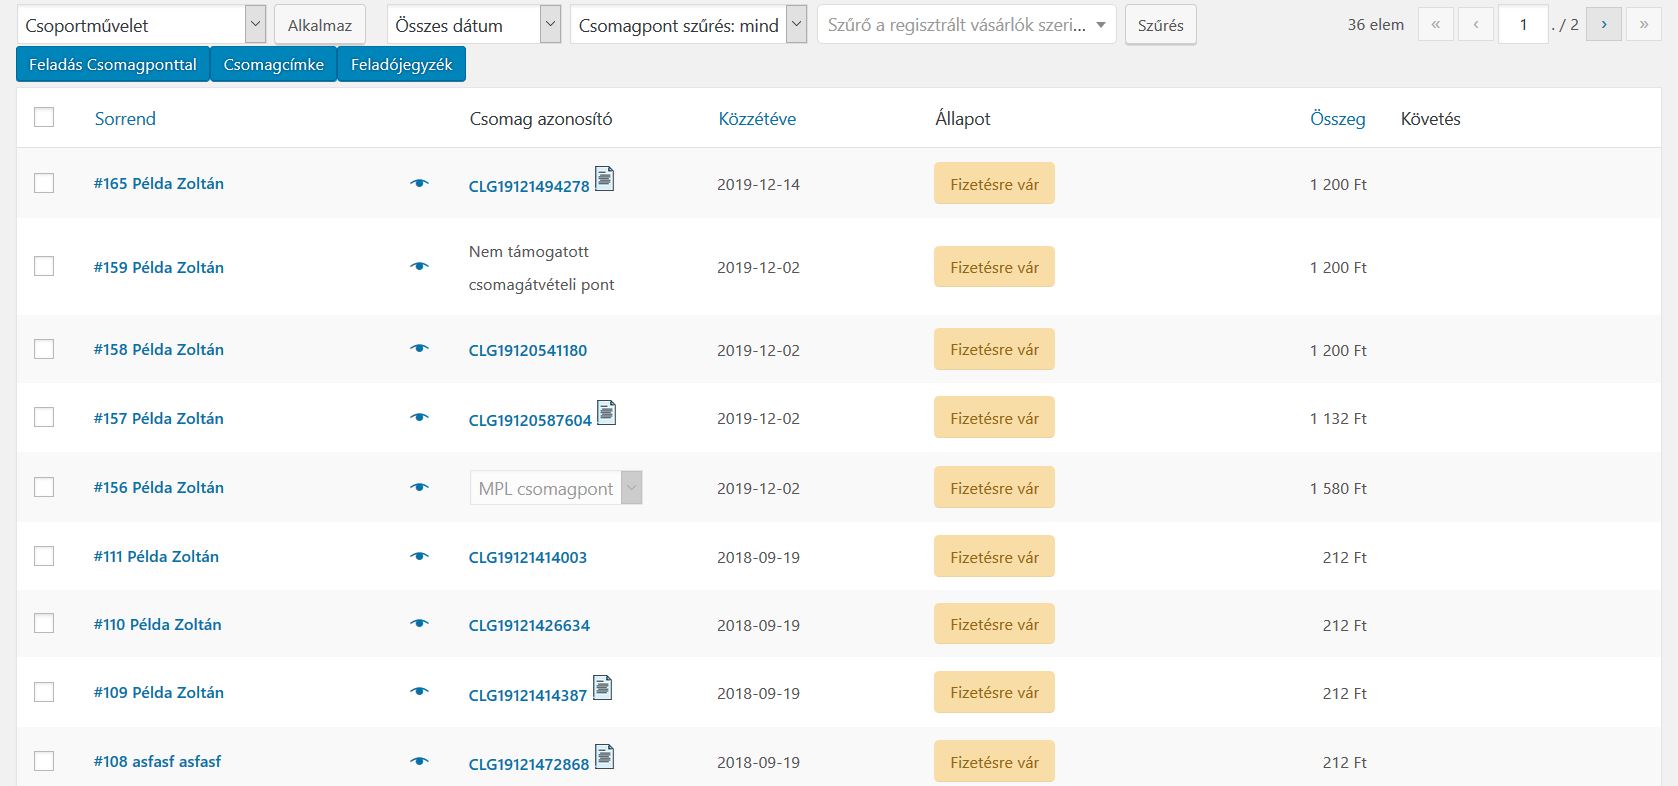 Csoportművelet Alkalmaz Összes dátum Csomagpont szűrés: mind Szűrő a regisztrált vásárlók szeri... Szűrés 36 elem « ‹ 1 . / 2 › »
Feladás Csomagponttal Csomagcímke Feladójegyzék
Sorrend Csomag azonosító Közzétéve Állapot Összeg Követés
#165 Példa Zoltán CLG19121494278 2019-12-14 Fizetésre vár 1 200 Ft
#159 Példa Zoltán Nem támogatott
csomagátvételi pont 2019-12-02 Fizetésre vár 1 200 Ft
#158 Példa Zoltán CLG19120541180 2019-12-02 Fizetésre vár 1 200 Ft
#157 Példa Zoltán CLG19120587604 2019-12-02 Fizetésre vár 1 132 Ft
#156 Példa Zoltán MPL csomagpont 2019-12-02 Fizetésre vár 1 580 Ft
#111 Példa Zoltán CLG19121414003 2018-09-19 Fizetésre vár 212 Ft
#110 Példa Zoltán CLG19121426634 2018-09-19 Fizetésre vár 212 Ft
#109 Példa Zoltán CLG19121414387 2018-09-19 Fizetésre vár 212 Ft
#108 asfasf asfasf CLG19121472868 2018-09-19 Fizetésre vár 212 Ft